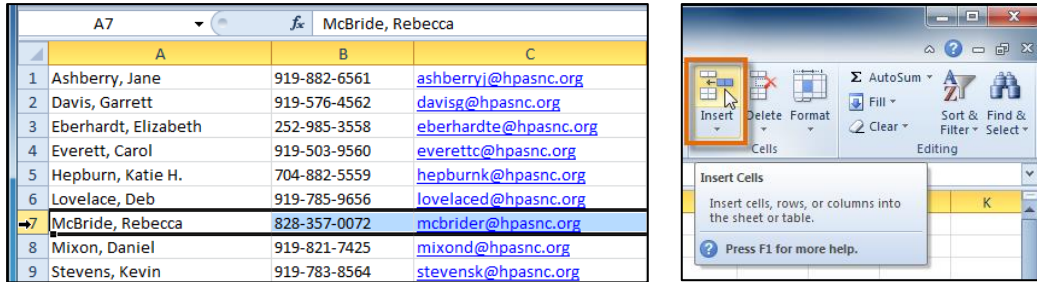 A7 fx McBride, Rebecca
A B C
1 Ashberry, Jane 919-882-6561 ashberryj@hpasnc.org
2 Davis, Garrett 919-576-4562 davisg@hpasnc.org
3 Eberhardt, Elizabeth 252-985-3558 eberhardte@hpasnc.org
4 Everett, Carol 919-503-9560 everettc@hpasnc.org
5 Hepburn, Katie H. 704-882-5559 hepburnk@hpasnc.org
6 Lovelace, Deb 919-785-9656 lovelaced@hpasnc.org
7 McBride, Rebecca 828-357-0072 mcbrider@hpasnc.org
8 Mixon, Daniel 919-821-7425 mixond@hpasnc.org
9 Stevens, Kevin 919-783-8564 stevensk@hpasnc.org
Insert Delete Format
Cells
Σ AutoSum
Fill
Clear
Sort & Filter
Find & Select
Editing
Insert Cells
Insert cells, rows, or columns into
the sheet or table.
Press F1 for more help.
K